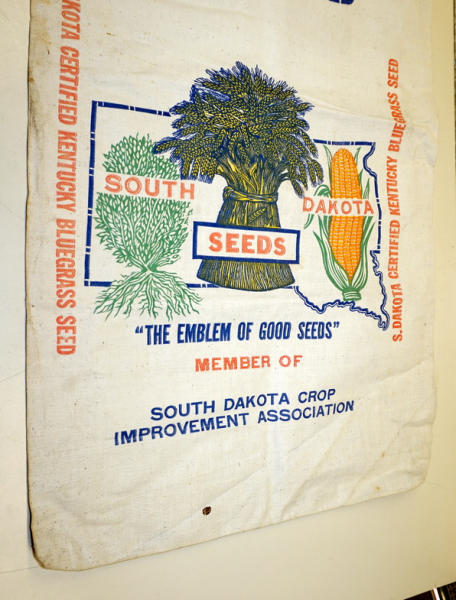 SOUTH DAKOTA
SEEDS
"THE EMBLEM OF GOOD SEEDS"
MEMBER OF
SOUTH DAKOTA CROP
IMPROVEMENT ASSOCIATION
KOTA CERTIFIED KENTUCKY BLUEGRASS SEED
S. DAKOTA CERTIFIED KENTUCKY BLUEGRASS SEED